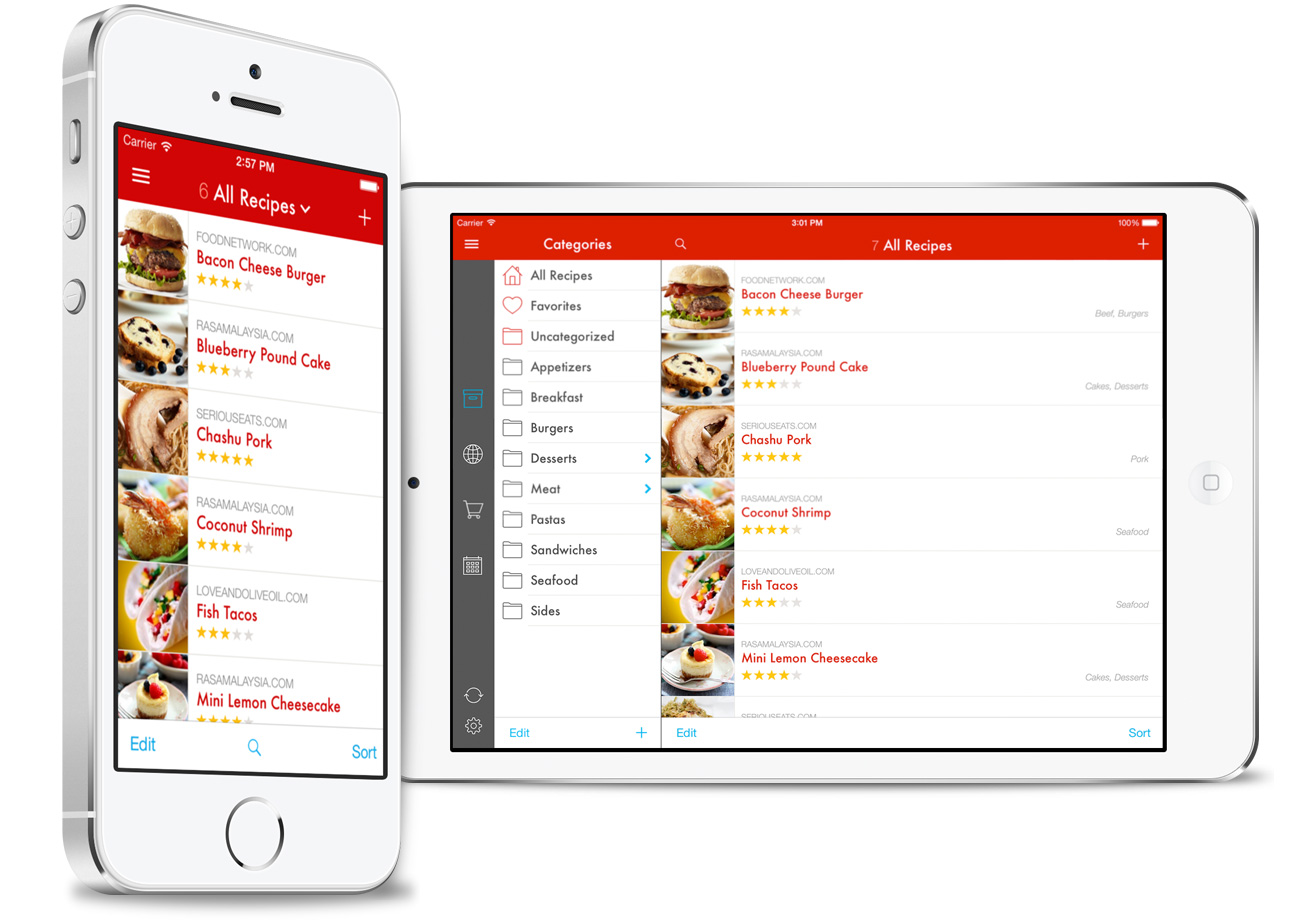 Carrier
2:57 PM
6 All Recipes
FOODNETWORK.COM
Bacon Cheese Burger
RASAMALAYSIA.COM
Blueberry Pound Cake
SERIOUSEATS.COM
Chashu Pork
RASAMALAYSIA.COM
Coconut Shrimp
LOVEANDOLIVEOIL.COM
Fish Tacos
RASAMALAYSIA.COM
Mini Lemon Cheesecake
Edit
Sort
Carrier
3:01 PM
100%
Categories
7 All Recipes
All Recipes
Favorites
Uncategorized
Appetizers
Breakfast
Burgers
Desserts
Meat
Pastas
Sandwiches
Seafood
Sides
Edit
FOODNETWORK.COM
Bacon Cheese Burger
Beef, Burgers
RASAMALAYSIA.COM
Blueberry Pound Cake
Cakes, Desserts
SERIOUSEATS.COM
Chashu Pork
Pork
RASAMALAYSIA.COM
Coconut Shrimp
Seafood
LOVEANDOLIVEOIL.COM
Fish Tacos
Seafood
RASAMALAYSIA.COM
Mini Lemon Cheesecake
Cakes, Desserts
SERIOUSEATS.COM
Edit
Sort